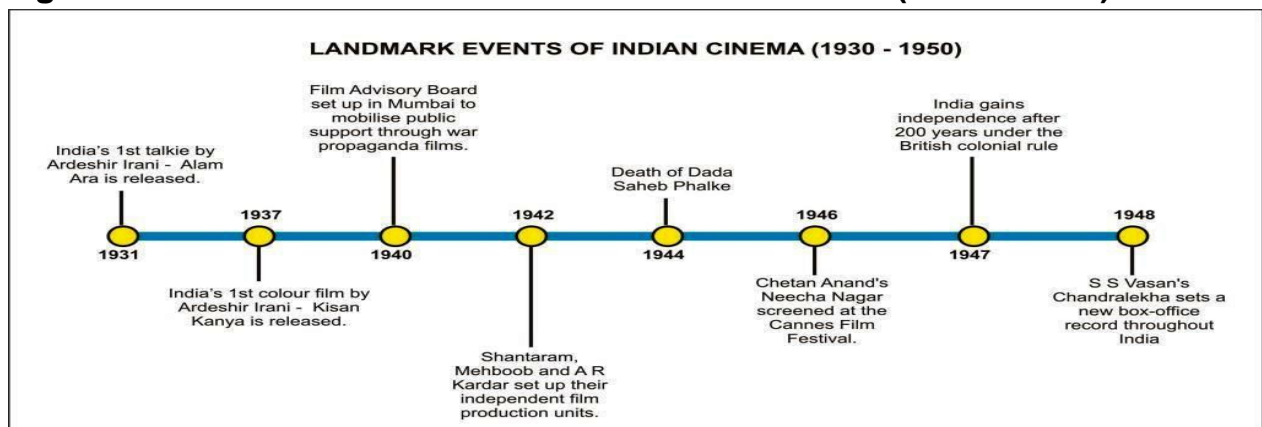 LANDMARK EVENTS OF INDIAN CINEMA (1930 - 1950)
India's 1st talkie by
Ardeshir Irani - Alam
Ara is released.
1931
1937
India's 1st colour film by
Ardeshir Irani - Kisan
Kanya is released.
Film Advisory Board
set up in Mumbai to
mobilise public
support through war
propaganda films.
1940
1942
Shantaram,
Mehboob and A R
Kardar set up their
independent film
production units.
Death of Dada
Saheb Phalke
1944
1946
Chetan Anand's
Neecha Nagar
screened at the
Cannes Film
Festival.
India gains
independence after
200 years under the
British colonial rule
1947
1948
S S Vasan's
Chandralekha sets a
new box-office
record throughout
India